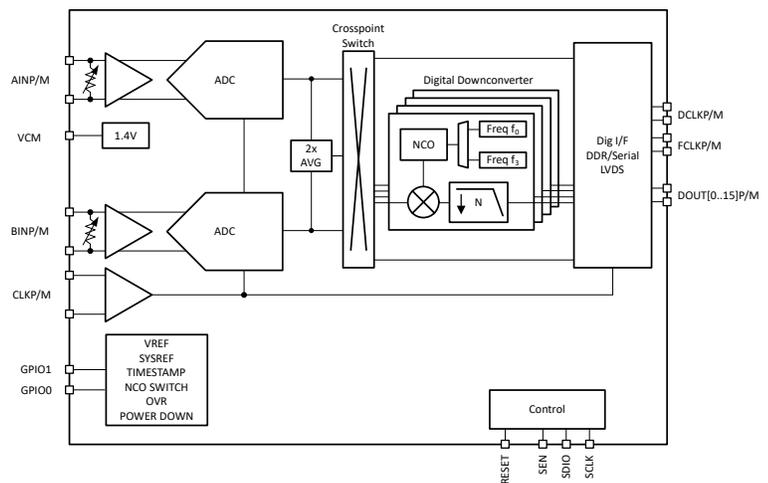 Crosspoint
Switch
AINP/M
ADC
Digital Downconverter
VCM
1.4V
2x
AVG
NCO
Freq f₀
Freq f₃
N
Dig I/F
DDR/Serial
LVDS
DCLKP/M
FCLKP/M
DOUT[0..15]P/M
BINP/M
ADC
CLKP/M
GPIO1
GPIO0
VREF
SYSREF
TIMESTAMP
NCO SWITCH
OVR
POWER DOWN
Control
RESET
SEN
SDIO
SCLK